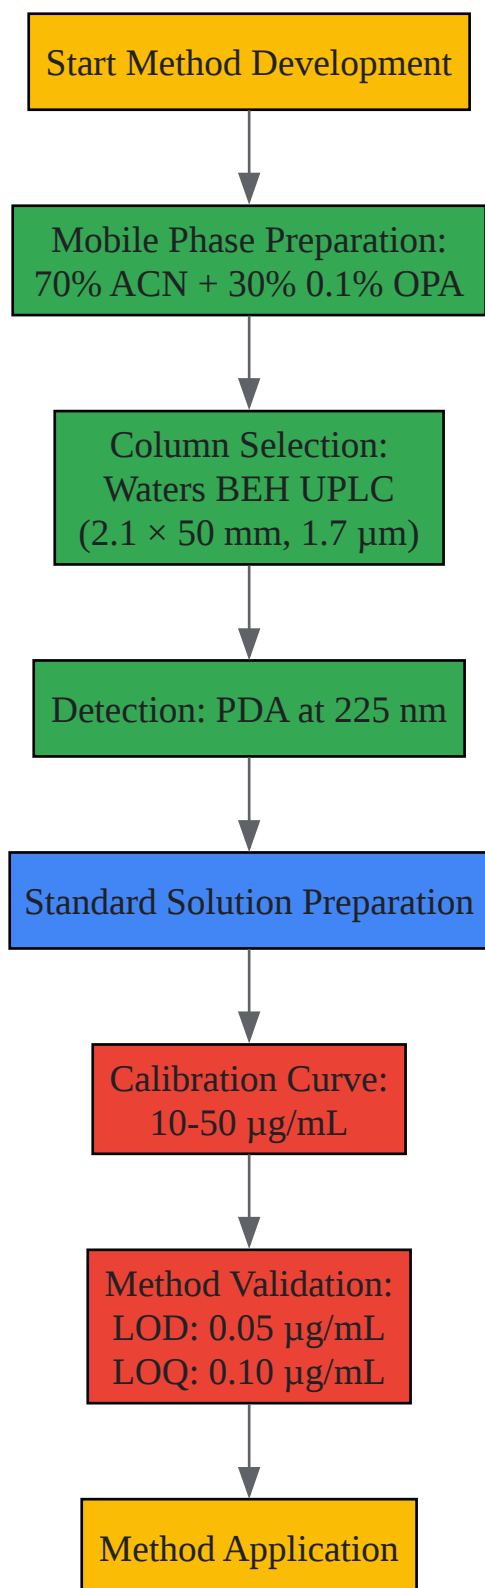 Start Method Development
Mobile Phase Preparation:
70% ACN + 30% 0.1% OPA
Column Selection:
Waters BEH UPLC
(2.1 × 50 mm, 1.7 µm)
Detection: PDA at 225 nm
Standard Solution Preparation
Calibration Curve:
10-50 µg/mL
Method Validation:
LOD: 0.05 µg/mL
LOQ: 0.10 µg/mL
Method Application